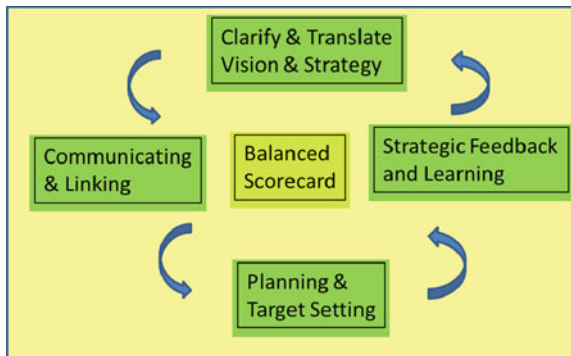 Clarify & Translate
Vision & Strategy
Communicating
& Linking
Balanced
Scorecard
Strategic Feedback
and Learning
Planning &
Target Setting